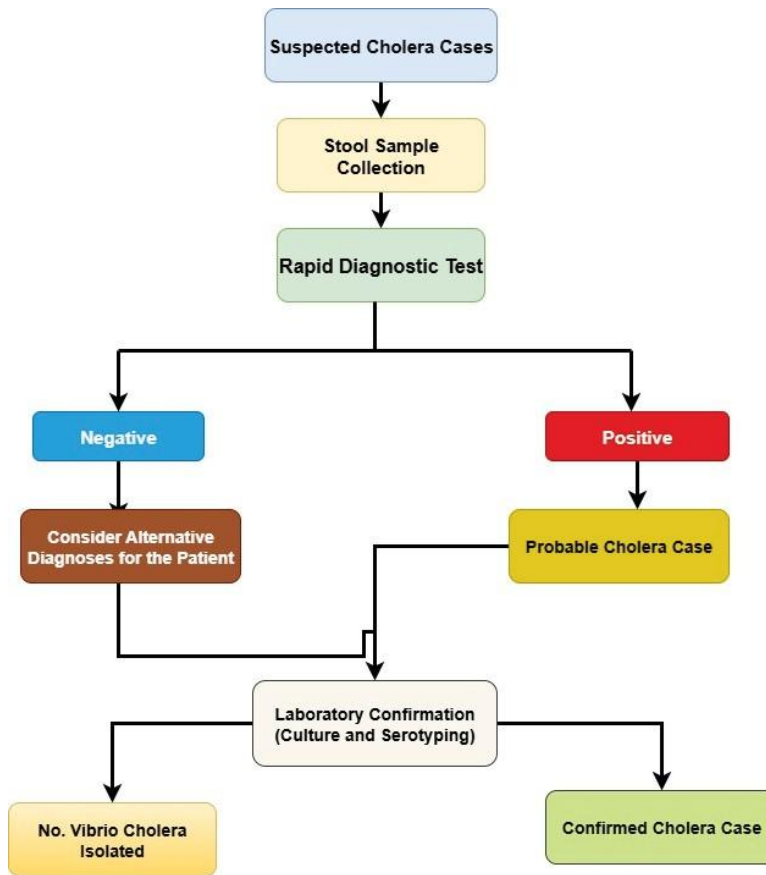 Suspected Cholera Cases
Stool Sample
Collection
Rapid Diagnostic Test
Negative
Positive
Consider Alternative
Diagnoses for the Patient
Probable Cholera Case
Laboratory Confirmation
(Culture and Serotyping)
No. Vibrio Cholera
Isolated
Confirmed Cholera Case